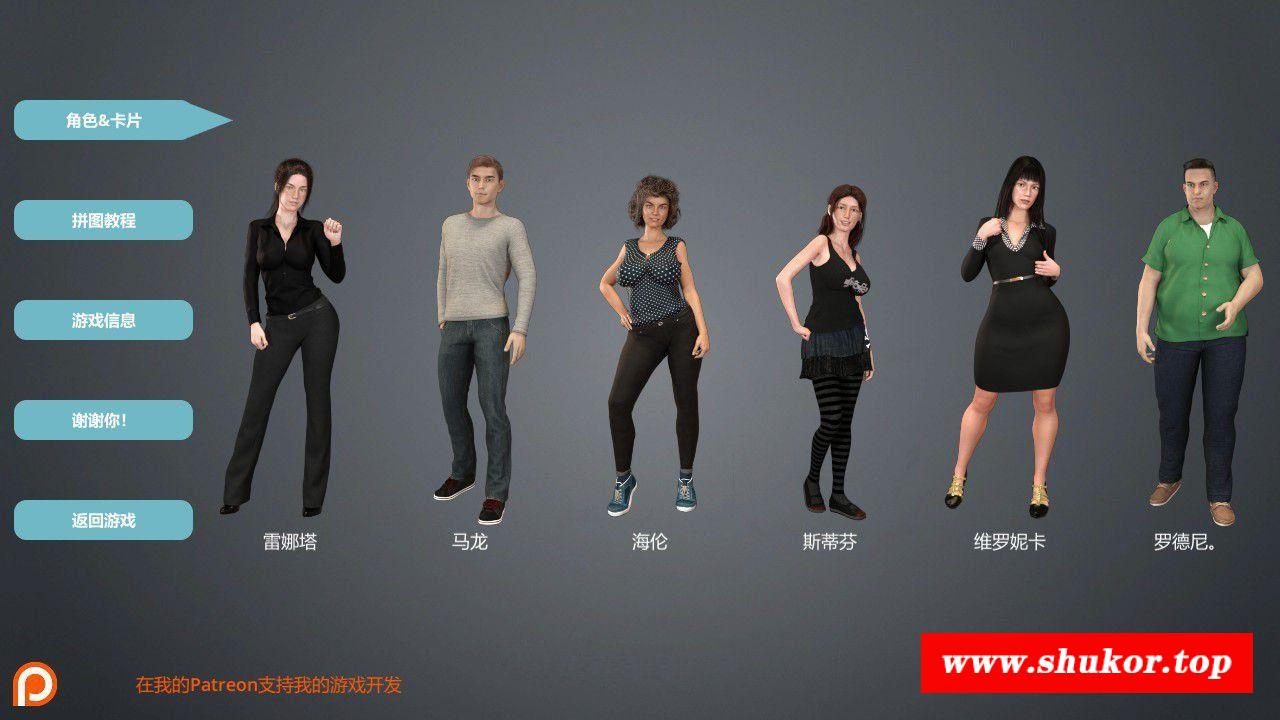 角色&卡片
拼图教程
游戏信息
谢谢你!
返回游戏
雷娜塔
马龙
海伦
斯蒂芬
维罗妮卡
罗德尼。
在我的Patreon支持我的游戏开发
www.shukor.top